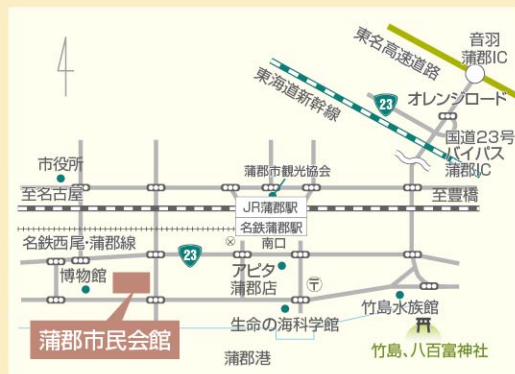 東名高速道路
音羽
蒲郡IC
東海道新幹線
23
オレンジロード
国道23号
バイパス
蒲郡IC
市役所
蒲郡市観光協会
至名古屋
JR蒲郡駅
至豊橋
名鉄蒲郡駅
名鉄西尾・蒲郡線
23
南口
博物館
アピタ
蒲郡店
〒
竹島水族館
蒲郡市民会館
生命の海科学館
蒲郡港
竹島、八百富神社